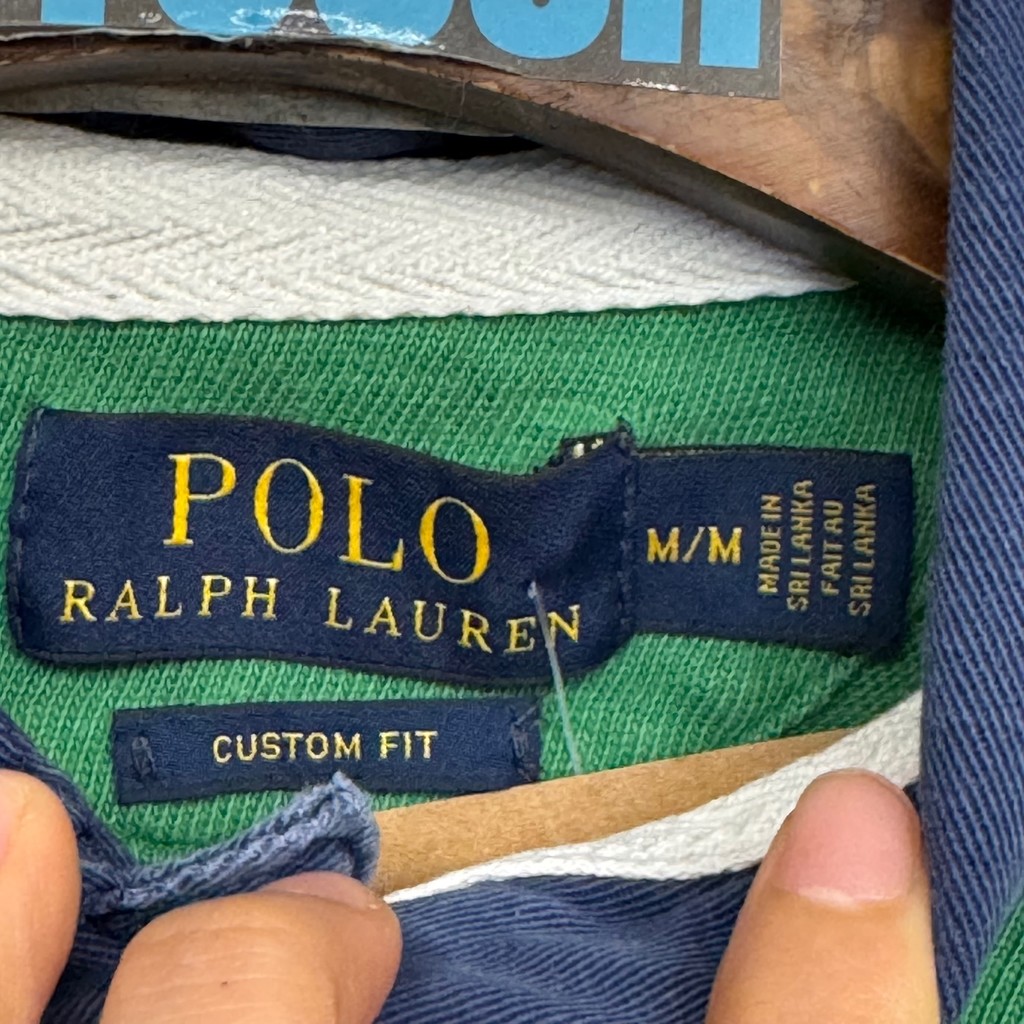 POLO
RALPH LAUREN
M/M
MADE IN
SRI LANKA
FAIT AU
SRI LANKA
CUSTOM FIT